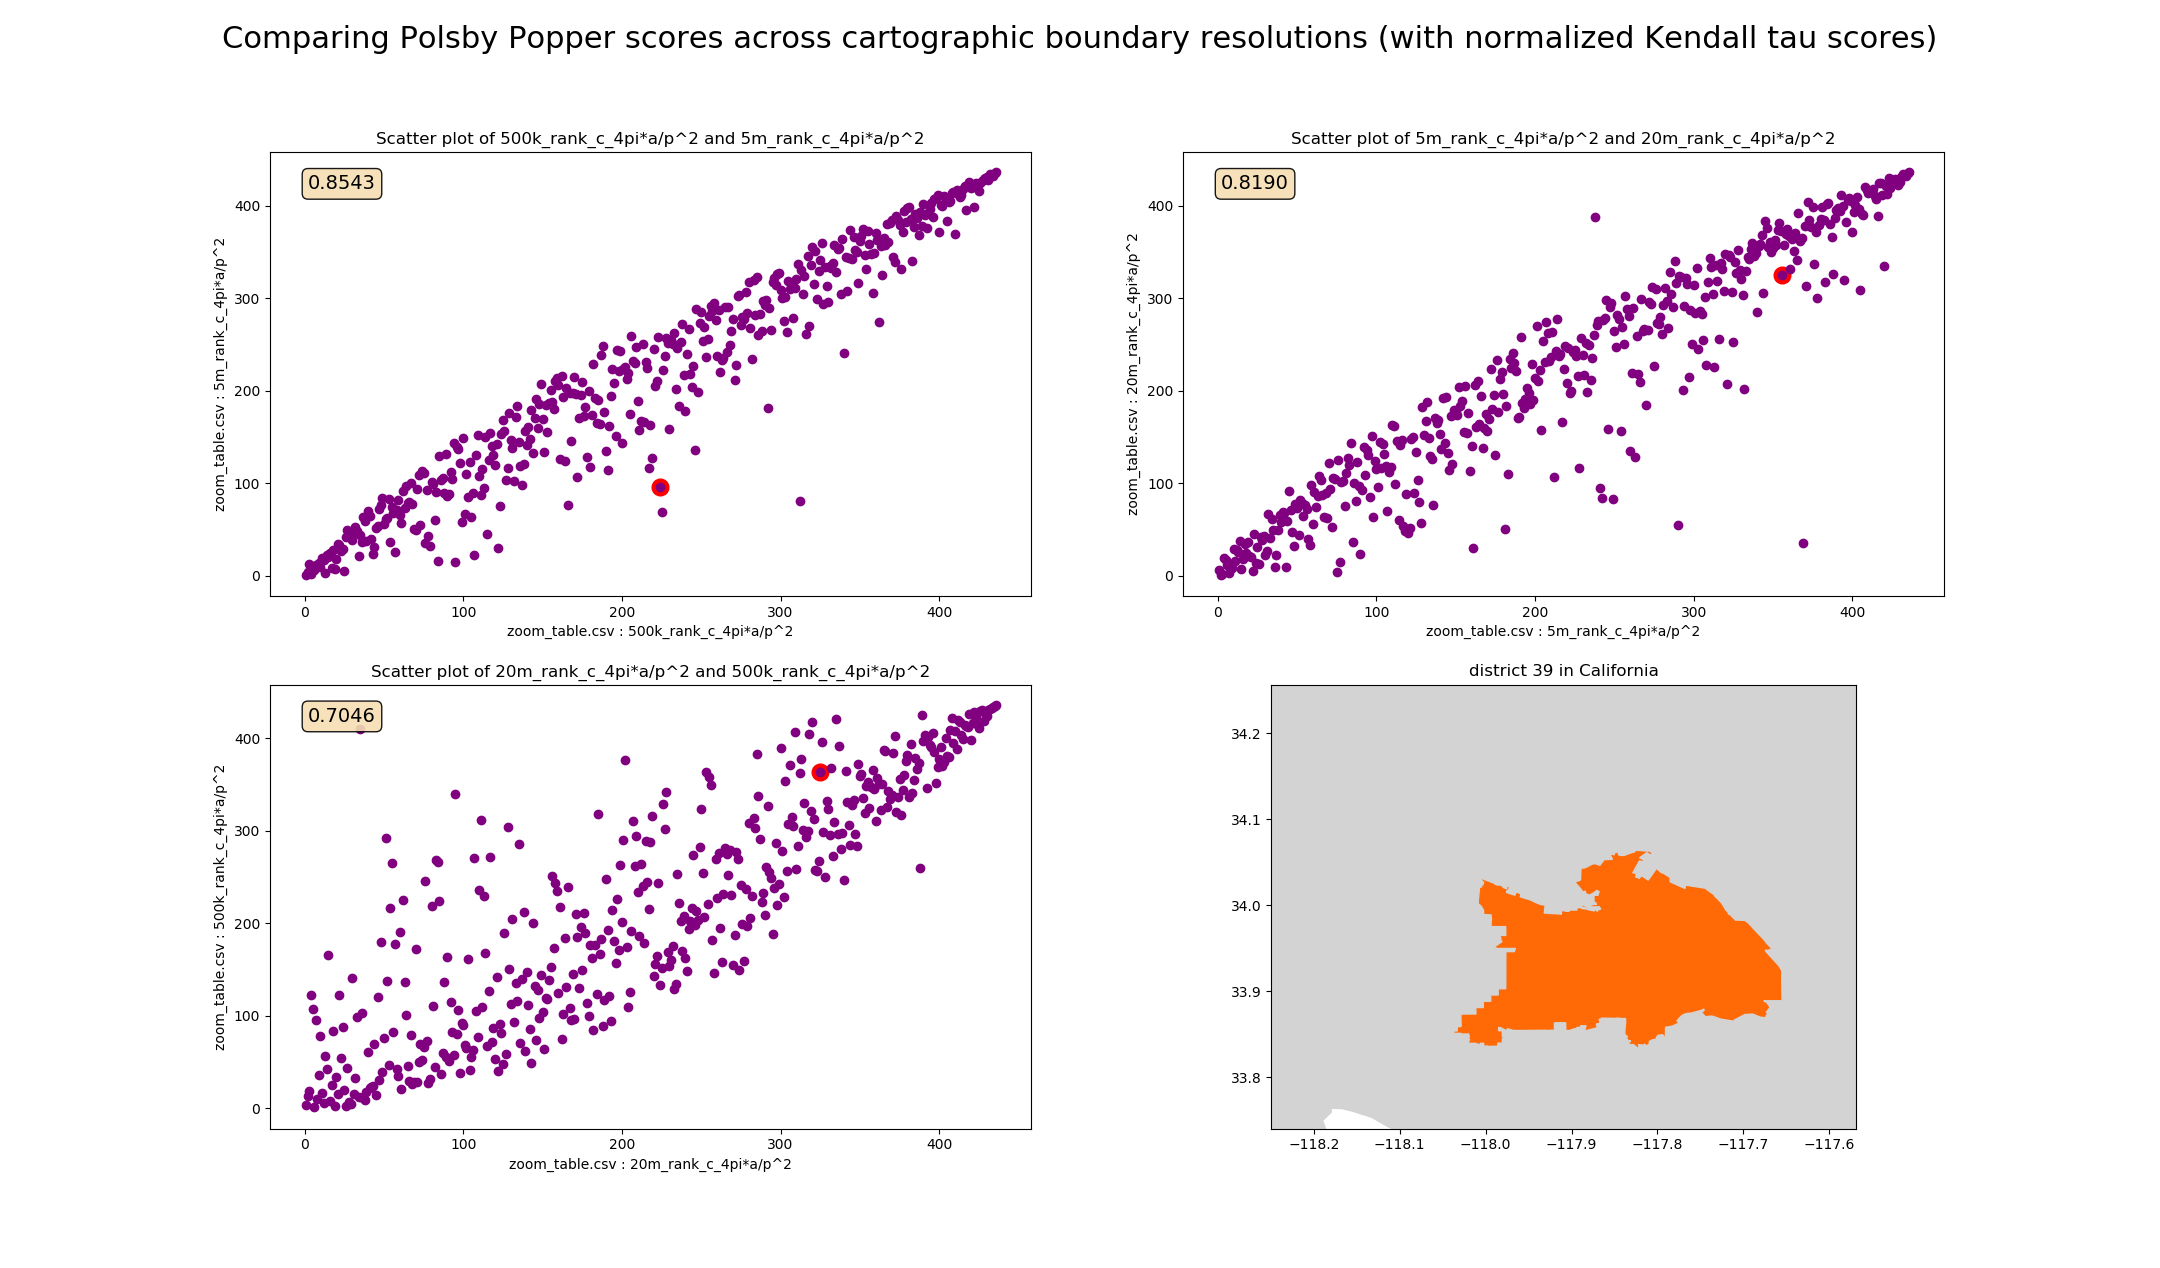 Comparing Polsby Popper scores across cartographic boundary resolutions (with normalized Kendall tau scores)
Scatter plot of 500k_rank_c_4pi*a/p^2 and 5m_rank_c_4pi*a/p^2
0.8543
zoom_table.csv : 5m_rank_c_4pi*a/p^2
400
300
200
100
0
0 100 200 300 400
zoom_table.csv : 500k_rank_c_4pi*a/p^2
Scatter plot of 5m_rank_c_4pi*a/p^2 and 20m_rank_c_4pi*a/p^2
0.8190
zoom_table.csv : 20m_rank_c_4pi*a/p^2
400
300
200
100
0
0 100 200 300 400
zoom_table.csv : 5m_rank_c_4pi*a/p^2
Scatter plot of 20m_rank_c_4pi*a/p^2 and 500k_rank_c_4pi*a/p^2
0.7046
zoom_table.csv : 500k_rank_c_4pi*a/p^2
400
300
200
100
0
0 100 200 300 400
zoom_table.csv : 20m_rank_c_4pi*a/p^2
district 39 in California
34.2
34.1
34.0
33.9
33.8
−118.2 −118.1 −118.0 −117.9 −117.8 −117.7 −117.6